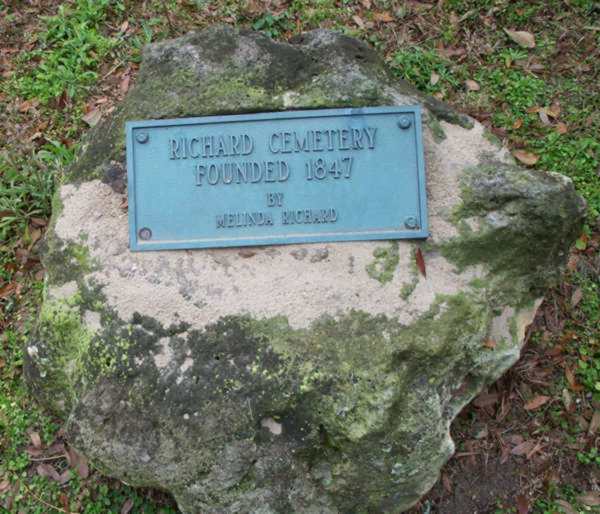 RICHARD CEMETERY
FOUNDED 1847
BY
MELINDA RICHARD